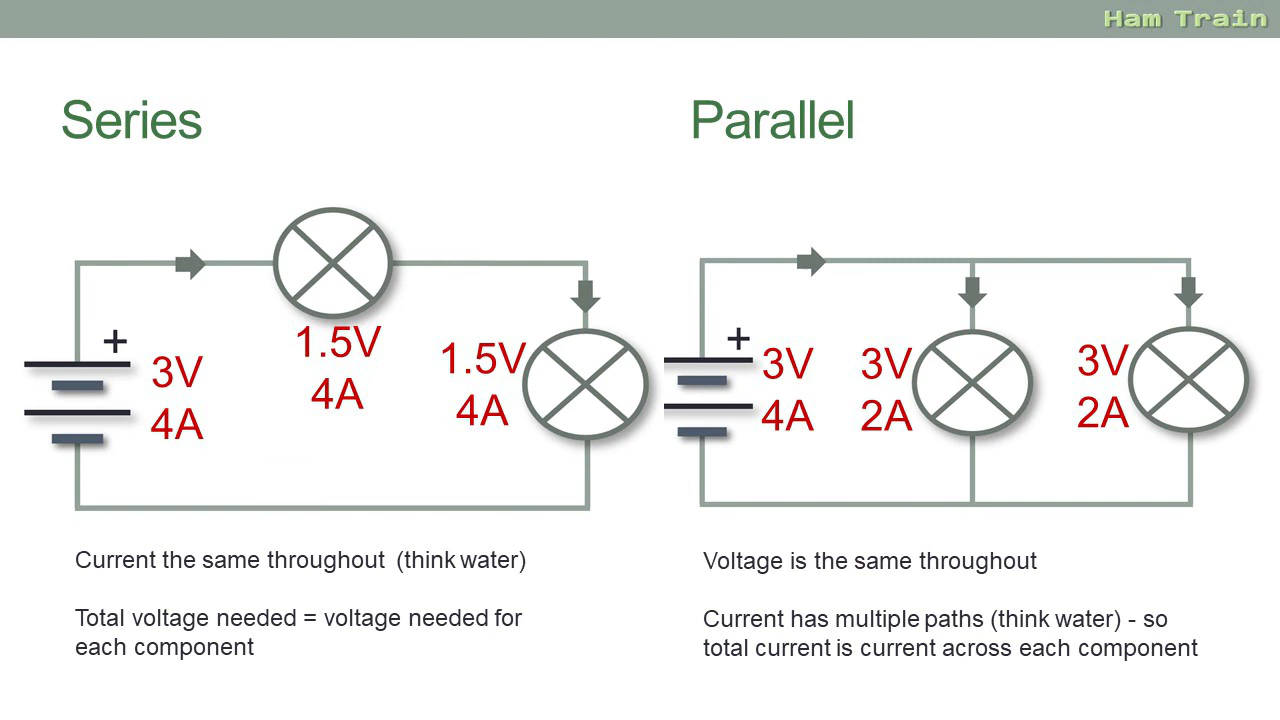 Ham Train
Series
Parallel
+
3V
4A
1.5V
4A
1.5V
4A
+
3V
4A
3V
2A
3V
2A
Current the same throughout (think water)
Total voltage needed = voltage needed for
each component
Voltage is the same throughout
Current has multiple paths (think water) - so
total current is current across each component